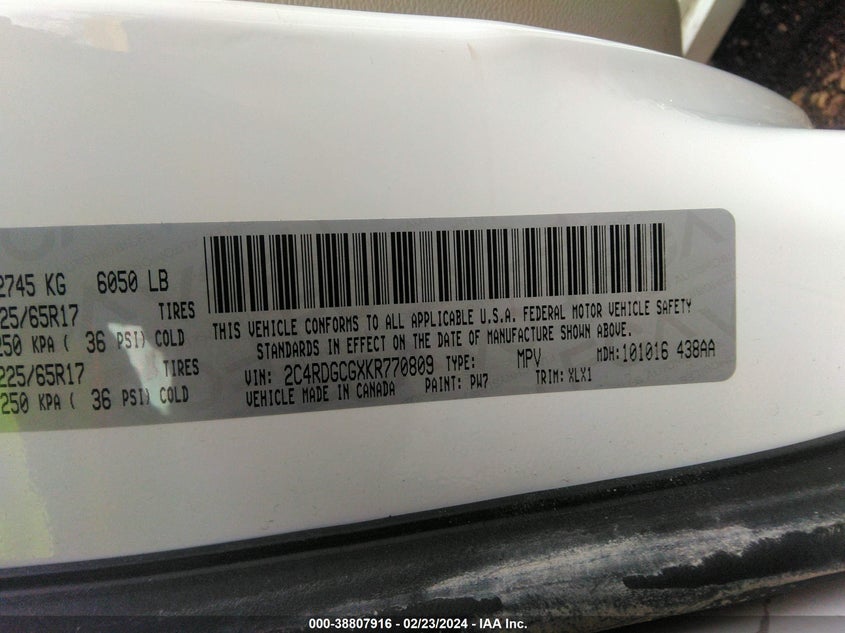 2745 KG 6050 LB
25/65R17 TIRES
250 KPA ( 36 PSI) COLD
225/65R17 TIRES
250 KPA ( 36 PSI) COLD
THIS VEHICLE CONFORMS TO ALL APPLICABLE U.S.A. FEDERAL MOTOR VEHICLE SAFETY
STANDARDS IN EFFECT ON THE DATE OF MANUFACTURE SHOWN ABOVE.
VIN: 2C4RDGCGXKR770809 TYPE: MPV MDH:101016 438AA
VEHICLE MADE IN CANADA PAINT: PW7 TRIM: XLX1
000-38807916 - 02/23/2024 - IAA Inc.